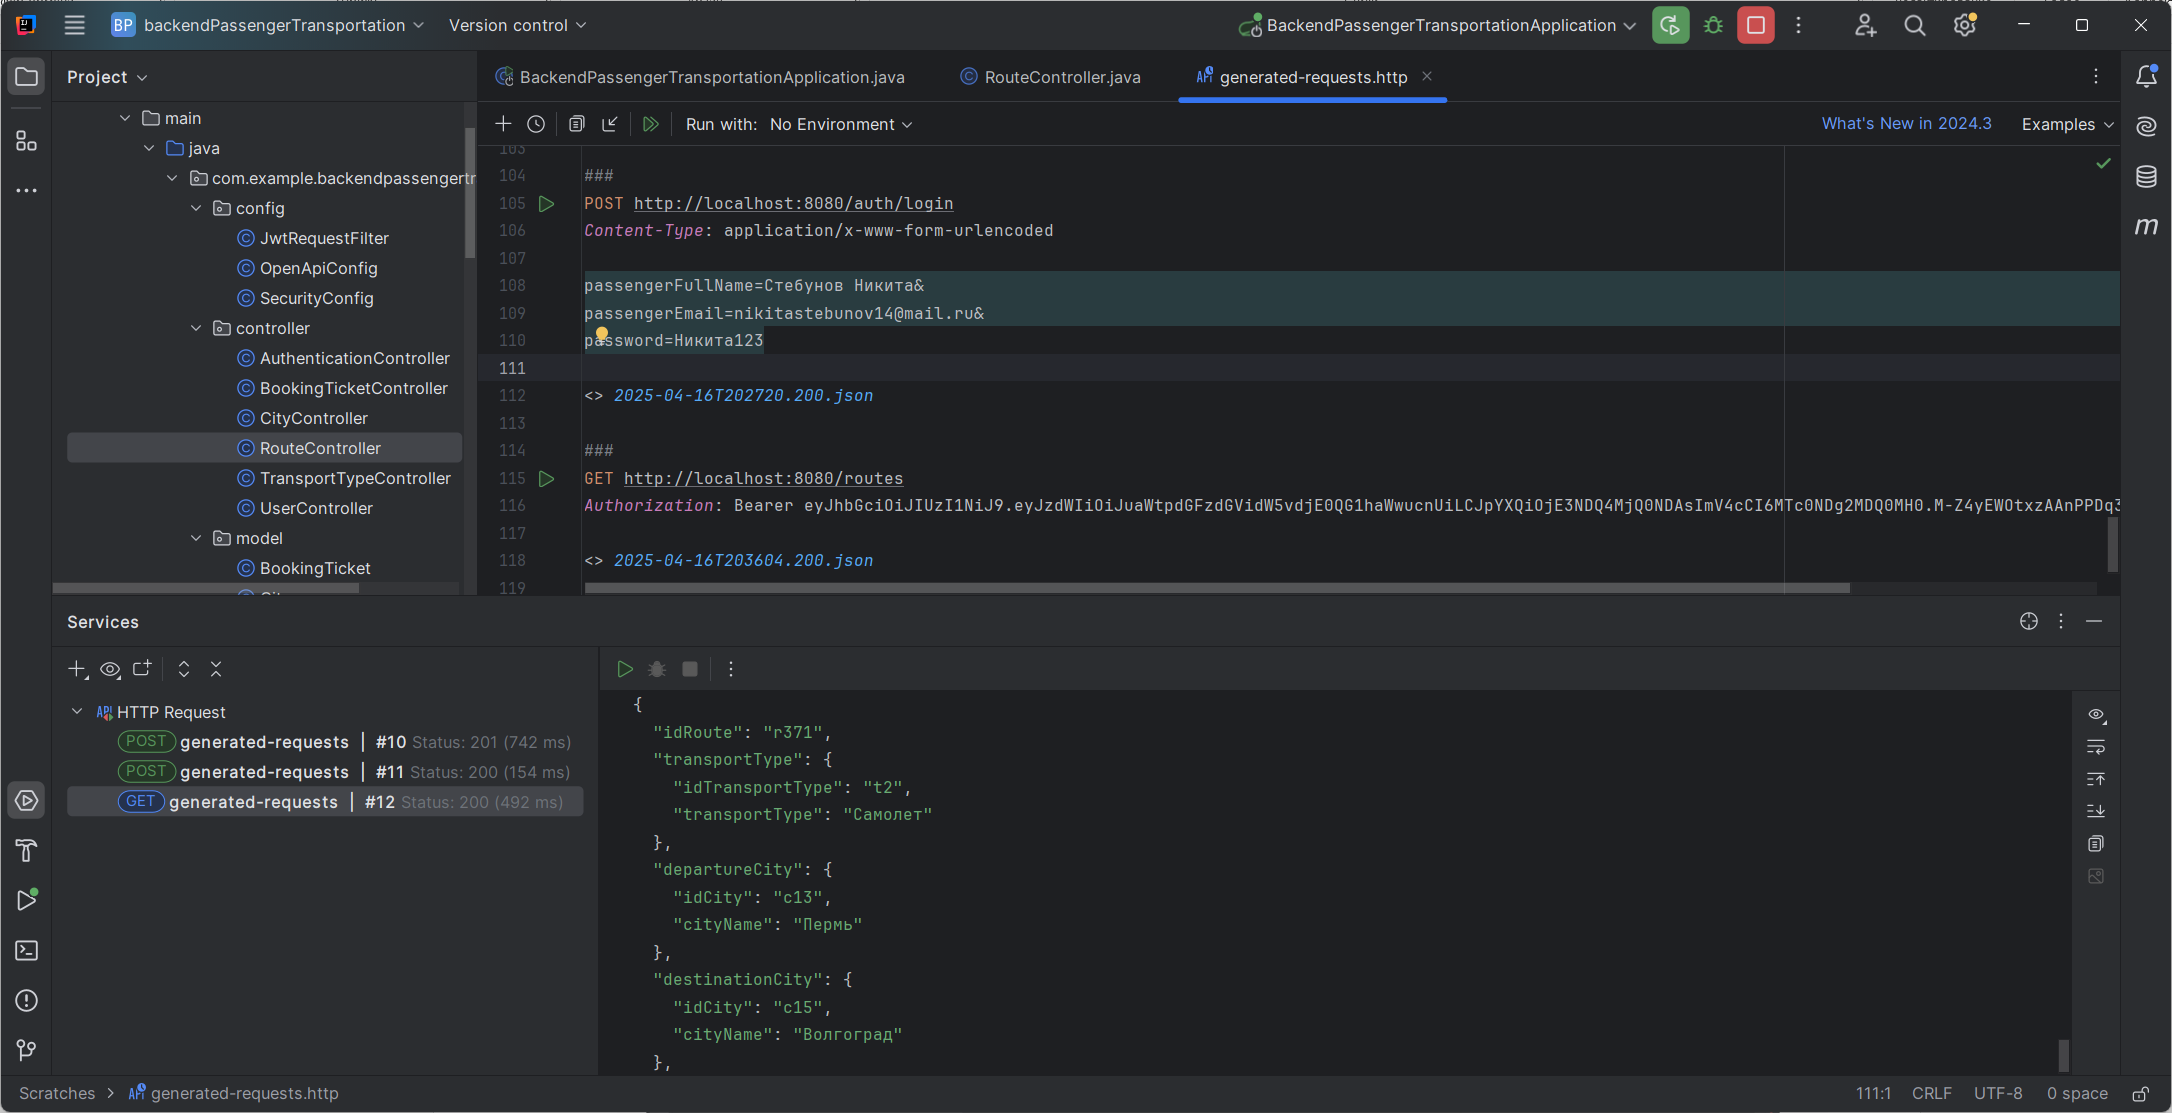 BP backendPassengerTransportation Version control BackendPassengerTransportationApplication
Project BackendPassengerTransportationApplication.java RouteController.java generated-requests.http
main
java
com.example.backendpassengertr
config
JwtRequestFilter
OpenApiConfig
SecurityConfig
controller
AuthenticationController
BookingTicketController
CityController
RouteController
TransportTypeController
UserController
model
BookingTicket
Run with: No Environment What's New in 2024.3 Examples
103
104 ###
105 POST http://localhost:8080/auth/login
106 Content-Type: application/x-www-form-urlencoded
107
108 passengerFullName=Стебунов Никита&
109 passengerEmail=nikitastebunov14@mail.ru&
110 password=Никита123
111
112 <> 2025-04-16T202720.200.json
113
114 ###
115 GET http://localhost:8080/routes
116 Authorization: Bearer eyJhbGciOiJIUzI1NiJ9.eyJzdWIiOiJuaWtpdGFzdGVidW5vdjE0QG1haWwucnUiLCJpYXQiOjE3NDQ4MjQ0NDAsImV4cCI6MTc0NDg2MDQ0MH0.M-Z4yEWOtxzAAnPPDq3
117
118 <> 2025-04-16T203604.200.json
119
Services
HTTP Request
POST generated-requests | #10 Status: 201 (742 ms)
POST generated-requests | #11 Status: 200 (154 ms)
GET generated-requests | #12 Status: 200 (492 ms)
{
"idRoute": "r371",
"transportType": {
"idTransportType": "t2",
"transportType": "Самолет"
},
"departureCity": {
"idCity": "c13",
"cityName": "Пермь"
},
"destinationCity": {
"idCity": "c15",
"cityName": "Волгоград"
},
Scratches > generated-requests.http 111:1 CRLF UTF-8 0 space